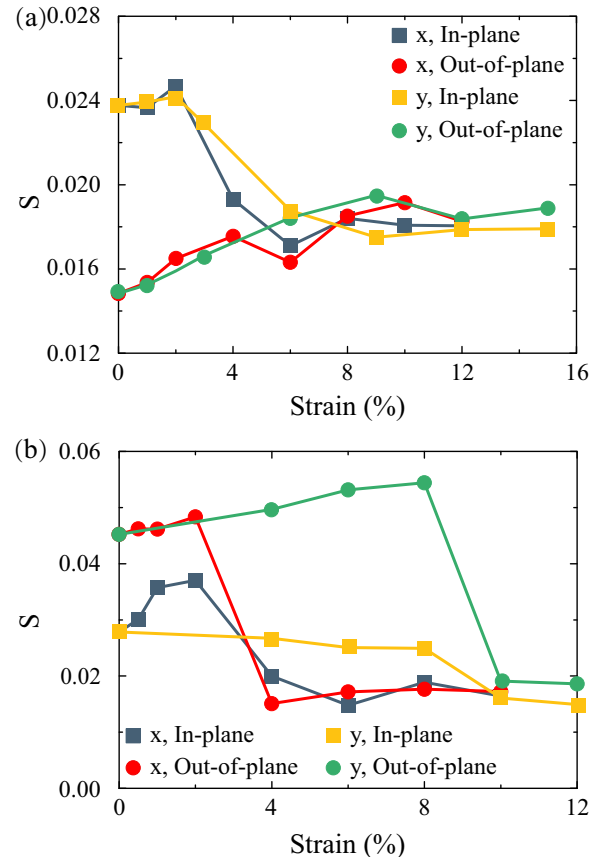 (a)
0.028
0.024
0.020
0.016
0.012
S
x, In-plane
x, Out-of-plane
y, In-plane
y, Out-of-plane
0 4 8 12 16
Strain (%)
(b)
0.06
0.04
0.02
0.00
S
x, In-plane y, In-plane
x, Out-of-plane y, Out-of-plane
0 4 8 12
Strain (%)